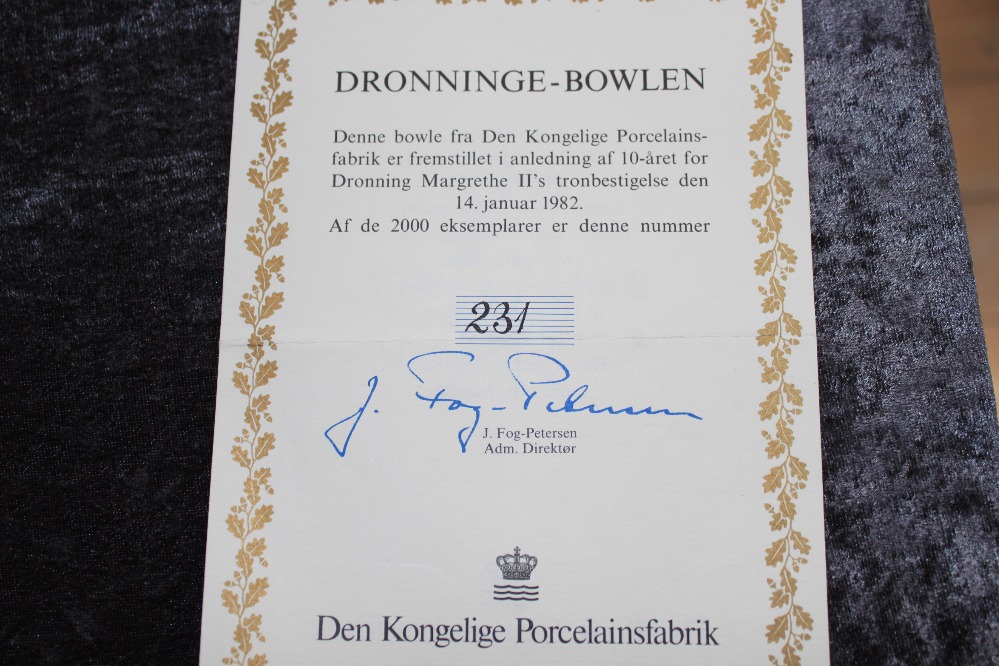 DRONNINGE-BOWLEN
Denne bowle fra Den Kongelige Porcelains-
fabrik er fremstillet i anledning af 10-året for
Dronning Margrethe II's tronbestigelse den
14. januar 1982.
Af de 2000 eksemplarer er denne nummer
231
J. Fog-Petersen
J. Fog-Petersen
Adm. Direktør
Den Kongelige Porcelainsfabrik